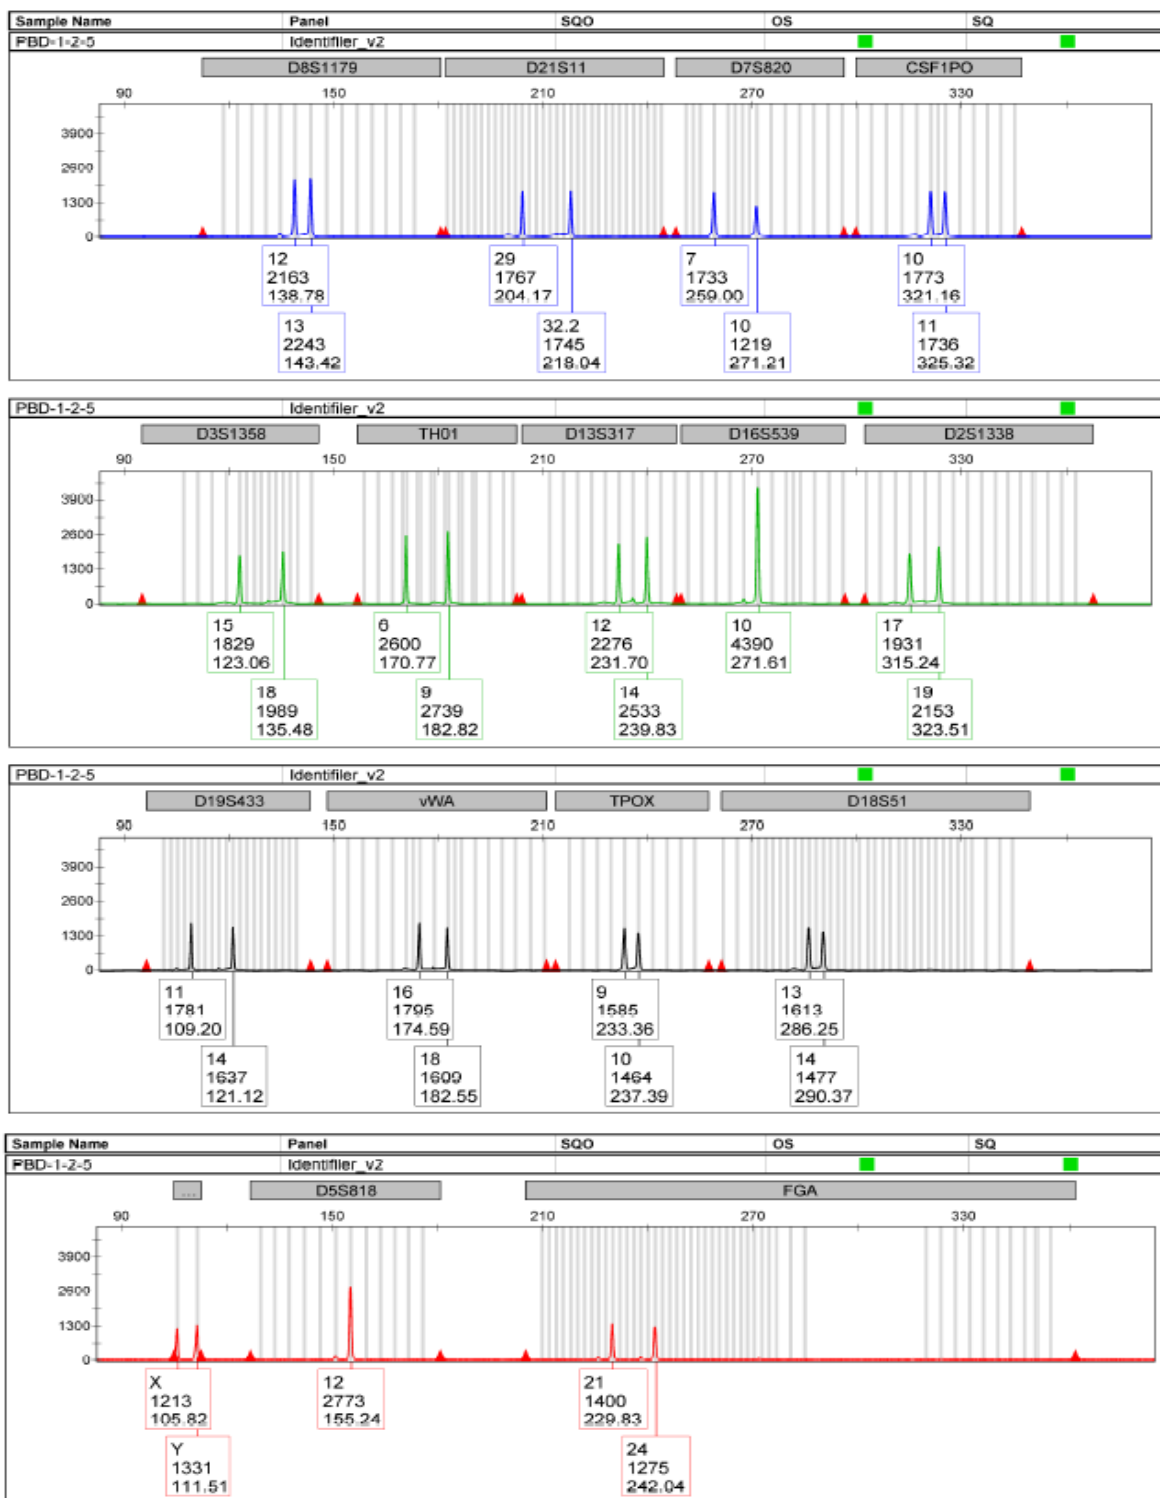 Sample Name Panel SQO OS SQ
PBD-1-2-5 Identifiler_v2
D8S1179 D21S11 D7S820 CSF1PO
90 150 210 270 330
3900
2600
1300
0
12 29 7 10
2163 1767 1733 1773
138.78 204.17 259.00 321.16
13 32.2 10 11
2243 1745 1219 1736
143.42 218.04 271.21 325.32
PBD-1-2-5 Identifiler_v2
D3S1358 TH01 D13S317 D16S539 D2S1338
90 150 210 270 330
3900
2600
1300
0
15 6 12 10 17
1829 2600 2276 4390 1931
123.06 170.77 231.70 271.61 315.24
18 9 14 19
1989 2739 2533 2153
135.48 182.82 239.83 323.51
PBD-1-2-5 Identifiler_v2
D19S433 vWA TPOX D18S51
90 150 210 270 330
3900
2600
1300
0
11 16 9 13
1781 1795 1585 1613
109.20 174.59 233.36 286.25
14 18 10 14
1637 1609 1464 1477
121.12 182.55 237.39 290.37
Sample Name Panel SQO OS SQ
PBD-1-2-5 Identifiler_v2
... D5S818 FGA
90 150 210 270 330
3900
2600
1300
0
X 12 21
1213 2773 1400
105.82 155.24 229.83
Y 24
1331 1275
111.51 242.04